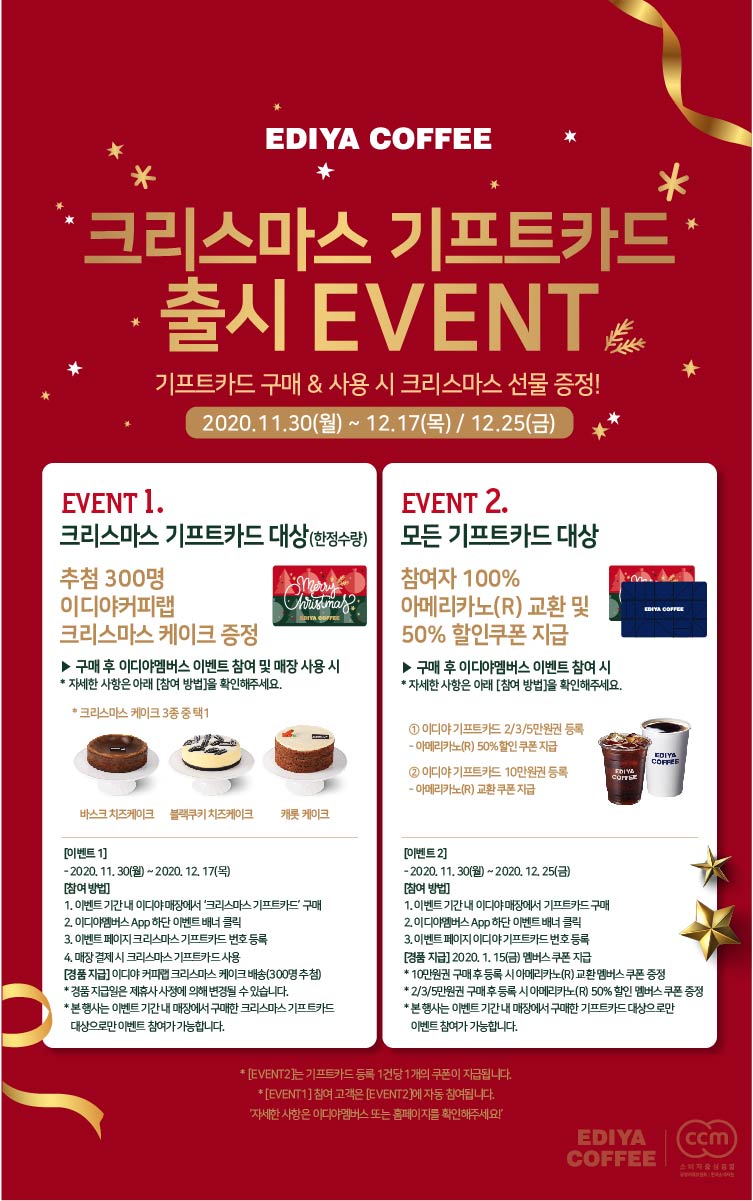 EDIYA COFFEE
크리스마스 기프트카드
출시 EVENT
기프트카드 구매 & 사용 시 크리스마스 선물 증정!
2020.11.30(월) ~ 12.17(목) / 12.25(금)
EVENT 1.
크리스마스 기프트카드 대상(한정수량)
추첨 300명
이디야커피랩
크리스마스 케이크 증정
Merry
Christmas
EDIYA COFFEE
▶ 구매 후 이디야멤버스 이벤트 참여 및 매장 사용 시
* 자세한 사항은 아래 [참여 방법]을 확인해주세요.
* 크리스마스 케이크 3종 중 택1
바스크 치즈케이크 블랙쿠키 치즈케이크 캐롯 케이크
[이벤트 1]
- 2020. 11. 30(월) ~ 2020. 12. 17(목)
[참여 방법]
1. 이벤트 기간 내 이디야 매장에서 ‘크리스마스 기프트카드’ 구매
2. 이디야멤버스 App 하단 이벤트 배너 클릭
3. 이벤트 페이지 크리스마스 기프트카드 번호 등록
4. 매장 결제 시 크리스마스 기프트카드 사용
[경품 지급] 이디야 커피랩 크리스마스 케이크 배송(300명 추첨)
* 경품 지급일은 제휴사 사정에 의해 변경될 수 있습니다.
* 본 행사는 이벤트 기간 내 매장에서 구매한 크리스마스 기프트카드
대상으로만 이벤트 참여가 가능합니다.
EVENT 2.
모든 기프트카드 대상
참여자 100%
아메리카노(R) 교환 및
50% 할인쿠폰 지급
EDIYA COFFEE
▶ 구매 후 이디야멤버스 이벤트 참여 시
* 자세한 사항은 아래 [참여 방법]을 확인해주세요.
① 이디야 기프트카드 2/3/5만원권 등록
- 아메리카노(R) 50%할인 쿠폰 지급
② 이디야 기프트카드 10만원권 등록
- 아메리카노(R) 교환 쿠폰 지급
EDIYA
COFFEE
EDIYA
COFFEE
[이벤트 2]
- 2020. 11. 30(월) ~ 2020. 12. 25(금)
[참여 방법]
1. 이벤트 기간 내 이디야 매장에서 기프트카드 구매
2. 이디야멤버스 App 하단 이벤트 배너 클릭
3. 이벤트 페이지 이디야 기프트카드 번호 등록
[경품 지급] 2020. 1. 15(금) 멤버스 쿠폰 지급
* 10만원권 구매 후 등록 시 아메리카노(R) 교환 멤버스 쿠폰 증정
* 2/3/5만원권 구매 후 등록 시 아메리카노(R) 50% 할인 멤버스 쿠폰 증정
* 본 행사는 이벤트 기간 내 매장에서 구매한 기프트카드 대상으로만
이벤트 참여가 가능합니다.
* [EVENT2]는 기프트카드 등록 1건당 1개의 쿠폰이 지급됩니다.
* [EVENT1] 참여 고객은 [EVENT2]에 자동 참여됩니다.
'자세한 사항은 이디야멤버스 또는 홈페이지를 확인해주세요!'
EDIYA
COFFEE
ccm
소비자중심경영